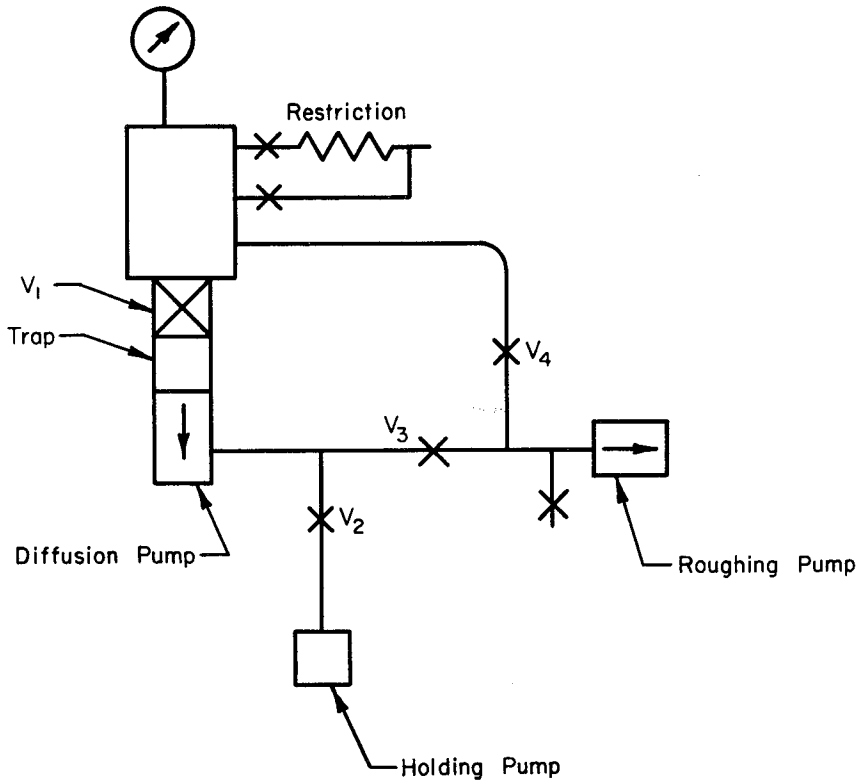 Restriction
V1
Trap
V4
V3
V2
Diffusion Pump
Roughing Pump
Holding Pump